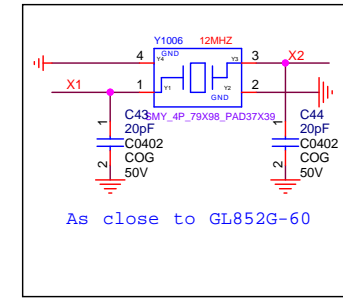 Y1006 12MHZ
4 GND 3 X2
Y4 Y3
X1 1 Y1 Y2 2
GND
SMY_4P_79X98_PAD37X39
C43 C44
1 20pF 1 20pF
C0402 C0402
2 COG 2 COG
50V 50V
As close to GL852G-60